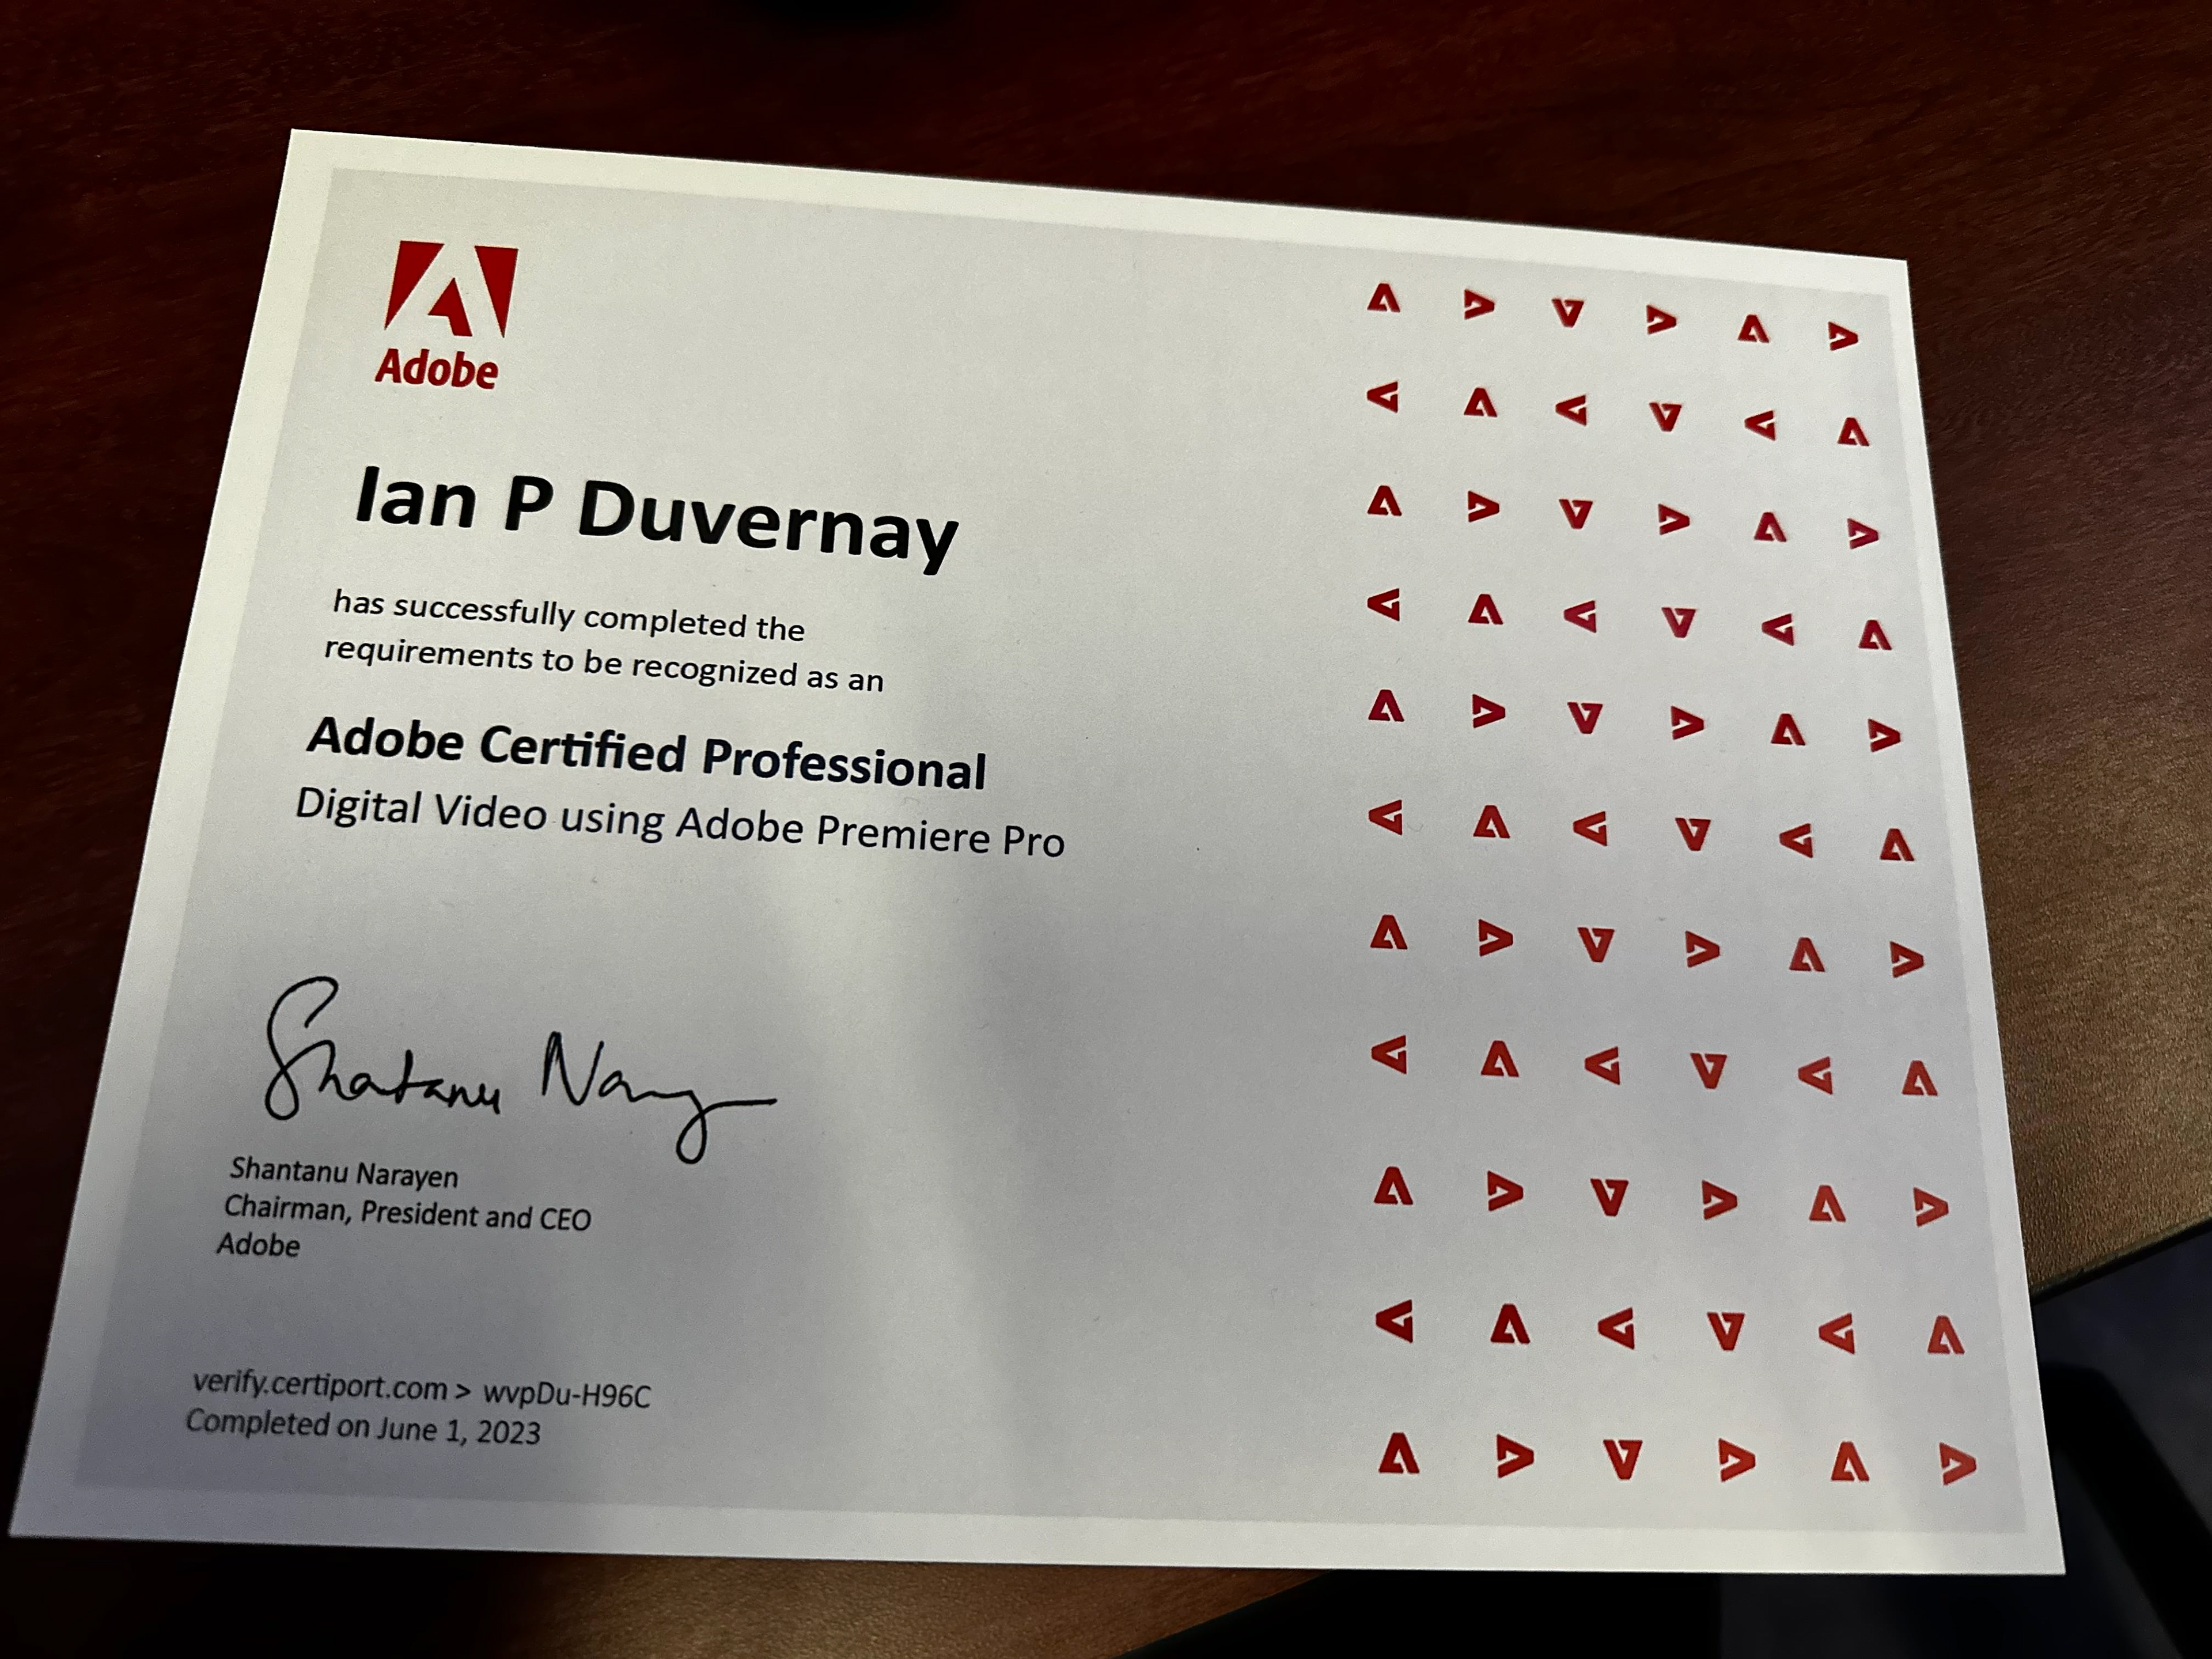 Adobe
Ian P Duvernay
has successfully completed the
requirements to be recognized as an
Adobe Certified Professional
Digital Video using Adobe Premiere Pro
Shantanu Narayen
Shantanu Narayen
Chairman, President and CEO
Adobe
verify.certiport.com > wvpDu-H96C
Completed on June 1, 2023